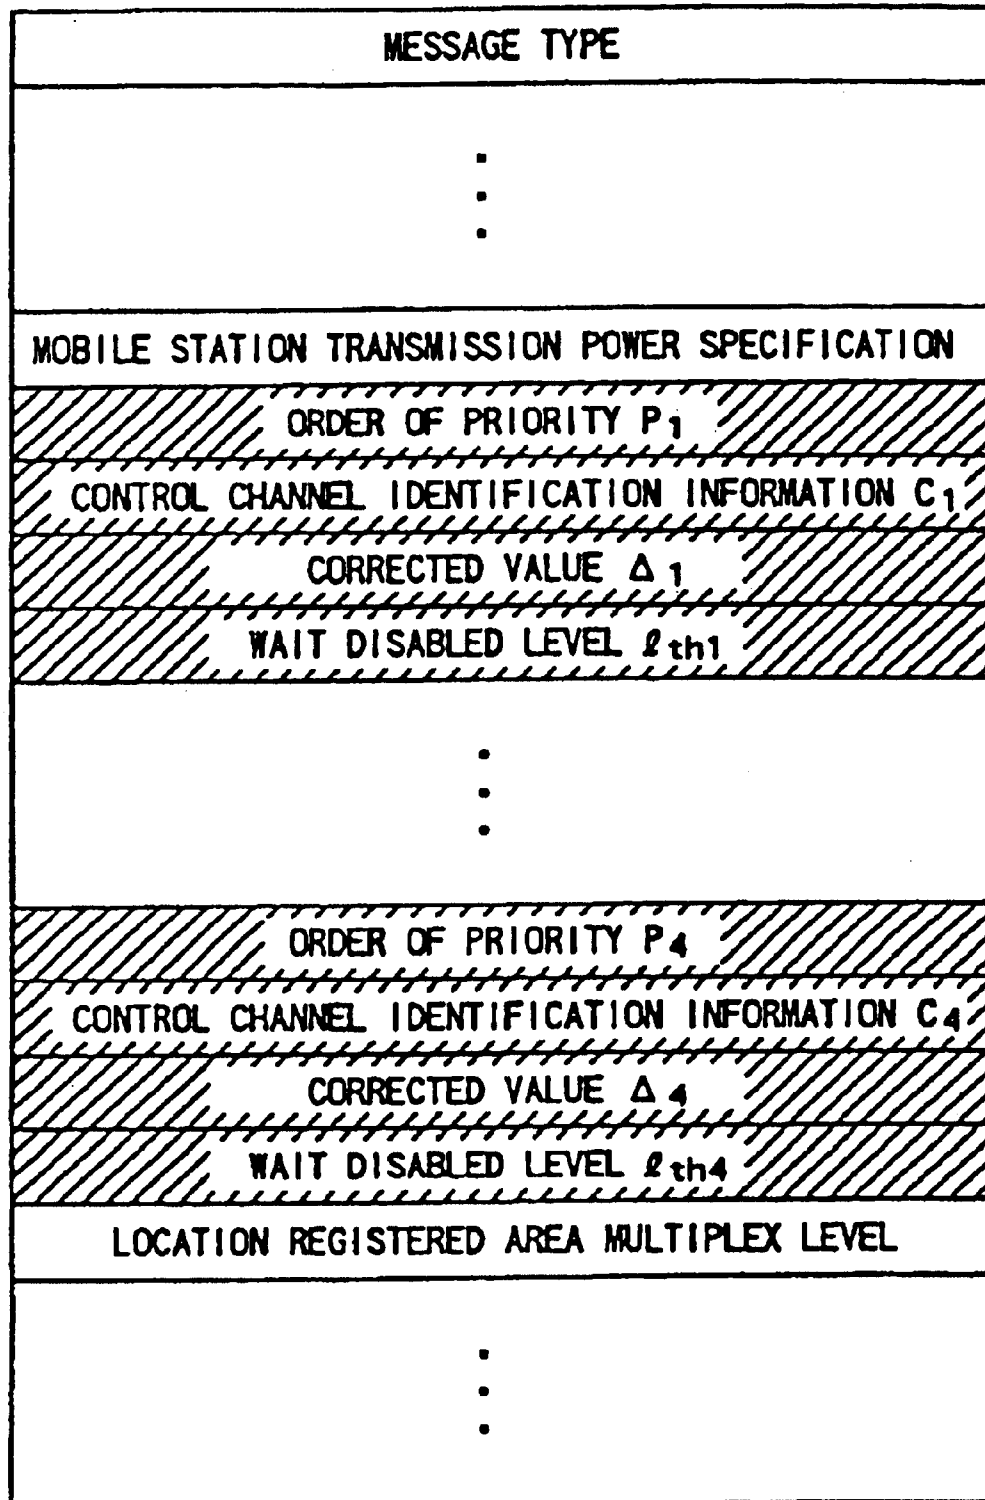 MESSAGE TYPE
MOBILE STATION TRANSMISSION POWER SPECIFICATION
ORDER OF PRIORITY P1
CONTROL CHANNEL IDENTIFICATION INFORMATION C1
CORRECTED VALUE Δ1
WAIT DISABLED LEVEL ℓth1
ORDER OF PRIORITY P4
CONTROL CHANNEL IDENTIFICATION INFORMATION C4
CORRECTED VALUE Δ4
WAIT DISABLED LEVEL ℓth4
LOCATION REGISTERED AREA MULTIPLEX LEVEL